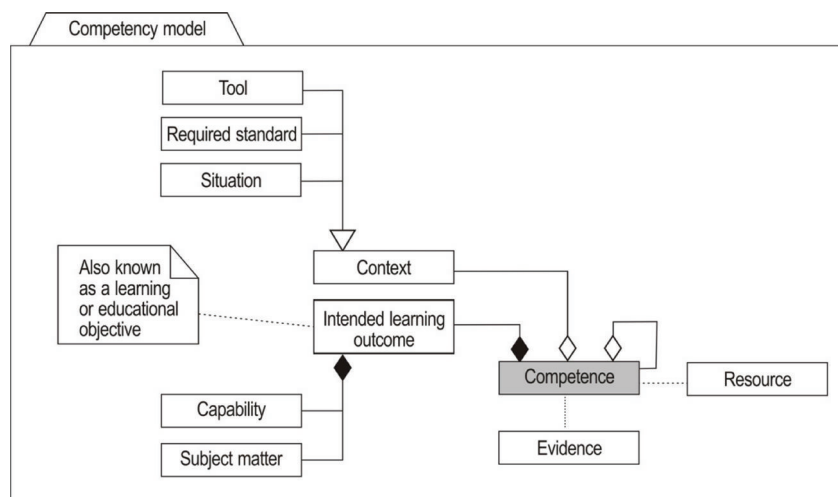 Competency model
Tool
Required standard
Situation
Context
Also known
as a learning
or educational
objective
Intended learning
outcome
Competence
Resource
Capability
Subject matter
Evidence